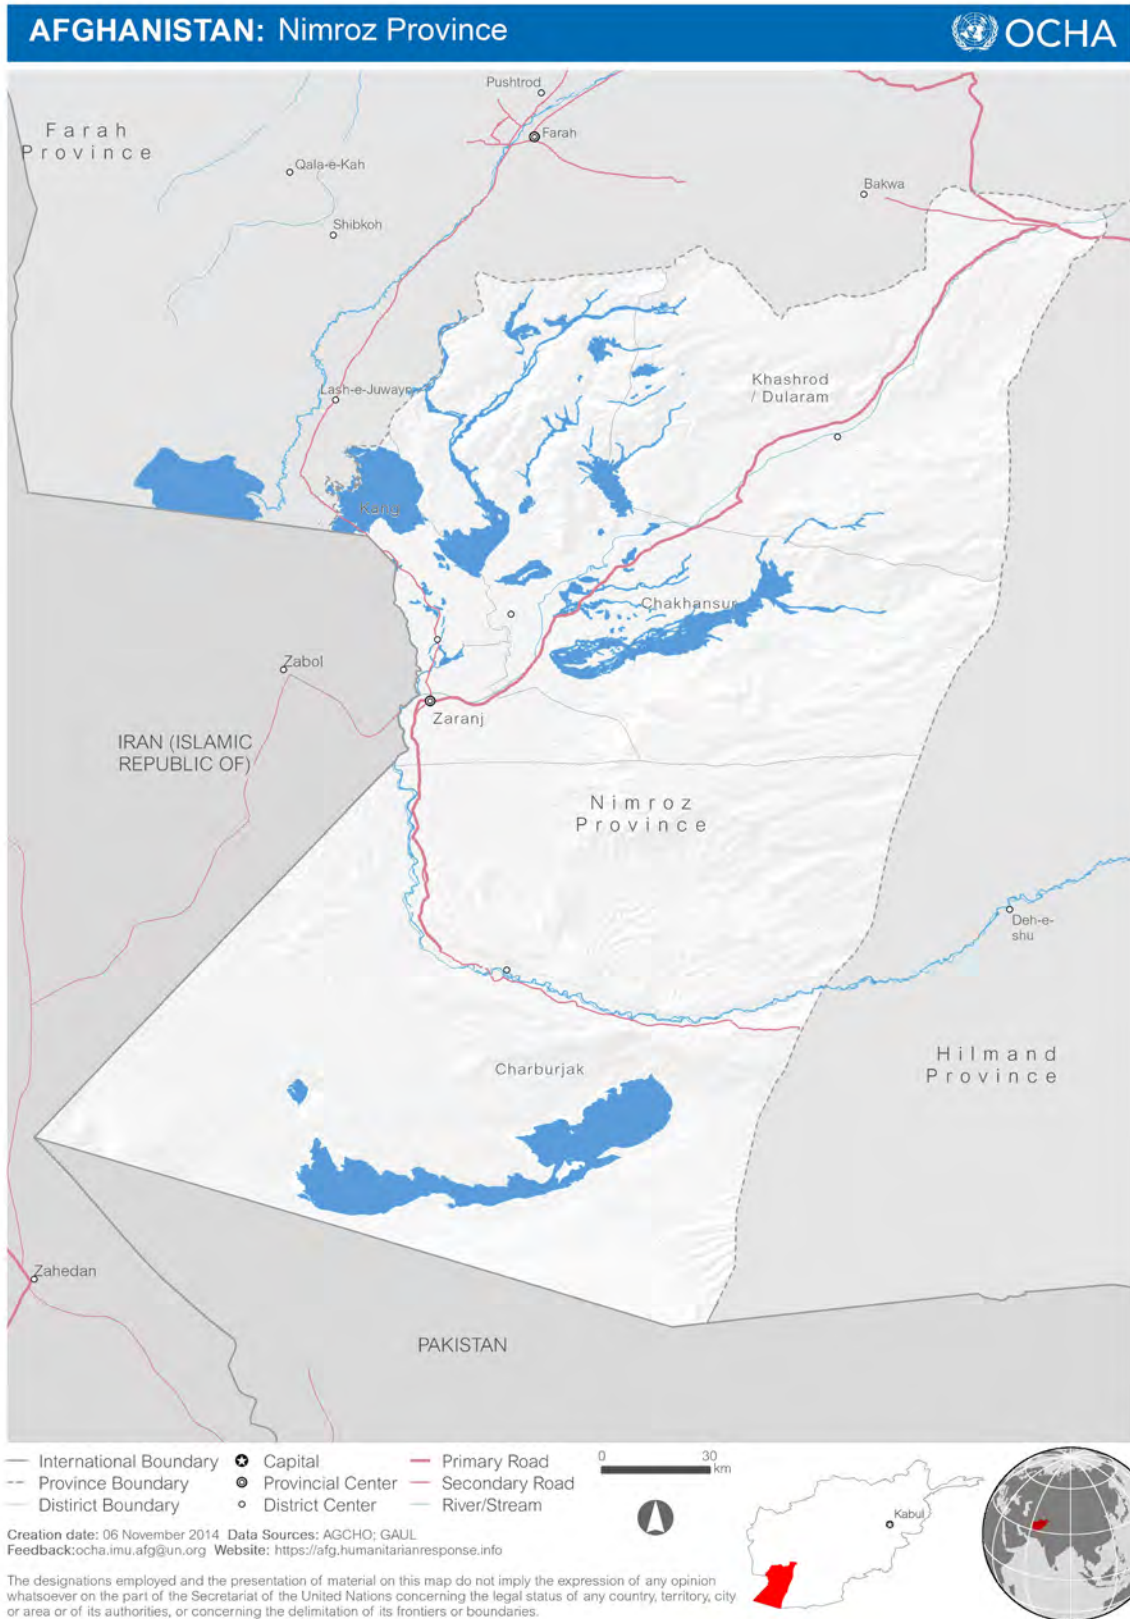 AFGHANISTAN: Nimroz Province
OCHA
Pushtrod
Farah
Province
Farah
Qala-e-Kah
Bakwa
Shibkoh
Khashrod
/ Dularam
Lash-e-Juwayn
Kang
Chakhansur
Zabol
Zaranj
IRAN (ISLAMIC
REPUBLIC OF)
Nimroz
Province
Deh-e-
shu
Hilmand
Province
Charburjak
Zahedan
PAKISTAN
International Boundary
Province Boundary
Distirict Boundary
Capital
Provincial Center
District Center
Primary Road
Secondary Road
River/Stream
0 30
km
Kabul
Creation date: 06 November 2014 Data Sources: AGCHO; GAUL
Feedback:ocha.imu.afg@un.org Website: https://afg.humanitarianresponse.info
The designations employed and the presentation of material on this map do not imply the expression of any opinion
whatsoever on the part of the Secretariat of the United Nations concerning the legal status of any country, territory, city
or area or of its authorities, or concerning the delimitation of its frontiers or boundaries.